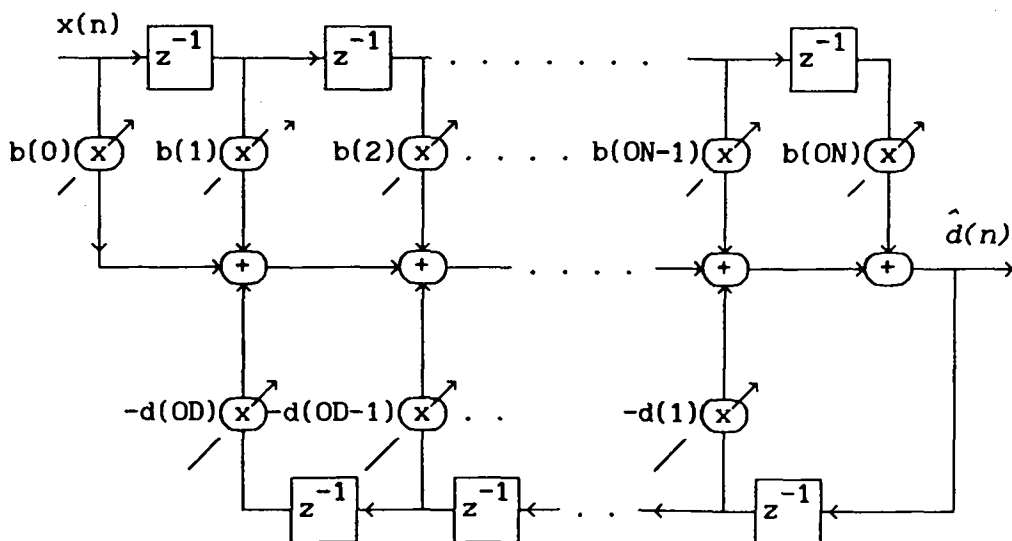 x(n)
z⁻¹ z⁻¹ . . . . . . . . z⁻¹
b(0) x b(1) x b(2) x . . . . b(ON-1) x b(ON) x
d̂(n)
+ + . . . . + +
-d(OD) x -d(OD-1) x . . -d(1) x
z⁻¹ z⁻¹ . . z⁻¹